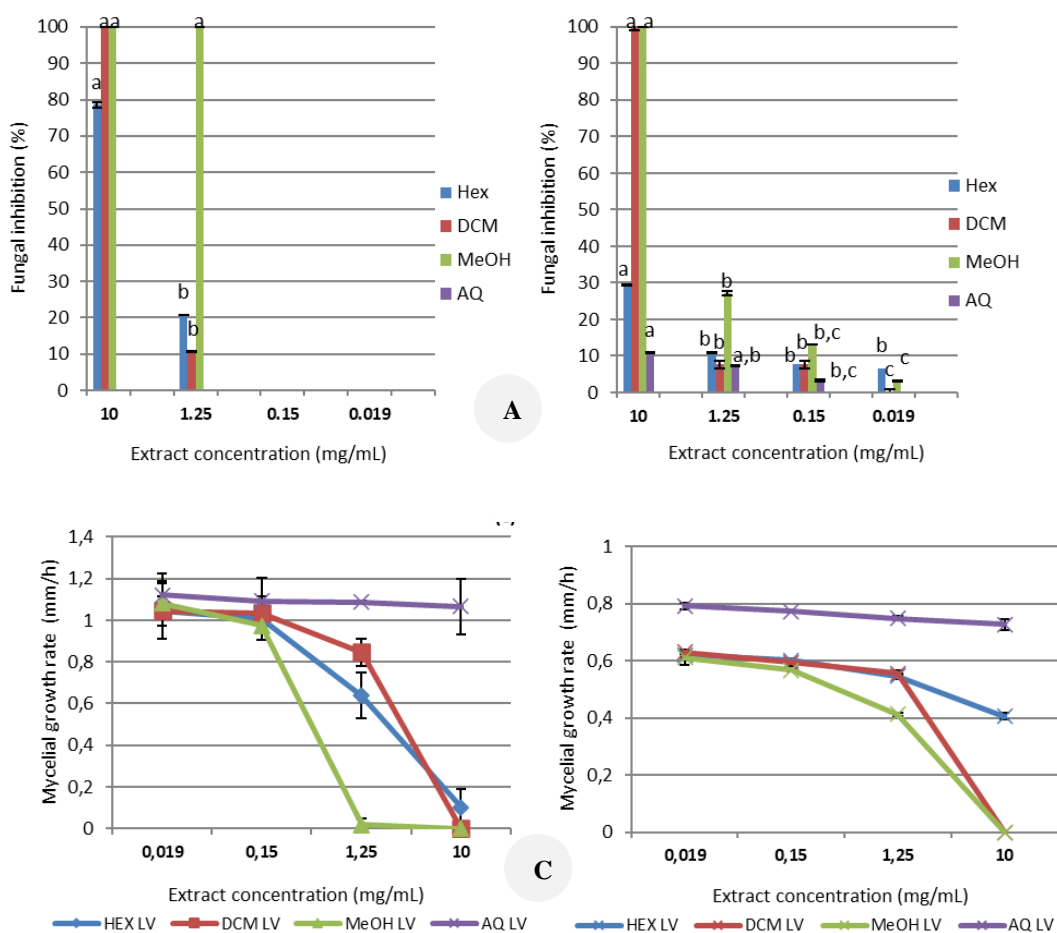 a aa a
100
90
80
70
60
50
40
30
20
10
0
Fungal inhibition (%)
a
b
b
10 1.25 0.15 0.019
Extract concentration (mg/mL)
Hex
DCM
MeOH
AQ
A
a a
100
90
80
70
60
50
40
30
20
10
0
Fungal inhibition (%)
a
a
b
b b a,b
b b b,c b,c
b c c
10 1.25 0.15 0.019
Extract concentration (mg/mL)
Hex
DCM
MeOH
AQ
1,4
1,2
1
0,8
0,6
0,4
0,2
0
Mycelial growth rate (mm/h)
0,019 0,15 1,25 10
Extract concentration (mg/mL)
HEX LV DCM LV MeOH LV AQ LV
C
1
0,8
0,6
0,4
0,2
0
Mycelial growth rate (mm/h)
0,019 0,15 1,25 10
Extract concentration (mg/mL)
HEX LV DCM LV MeOH LV AQ LV